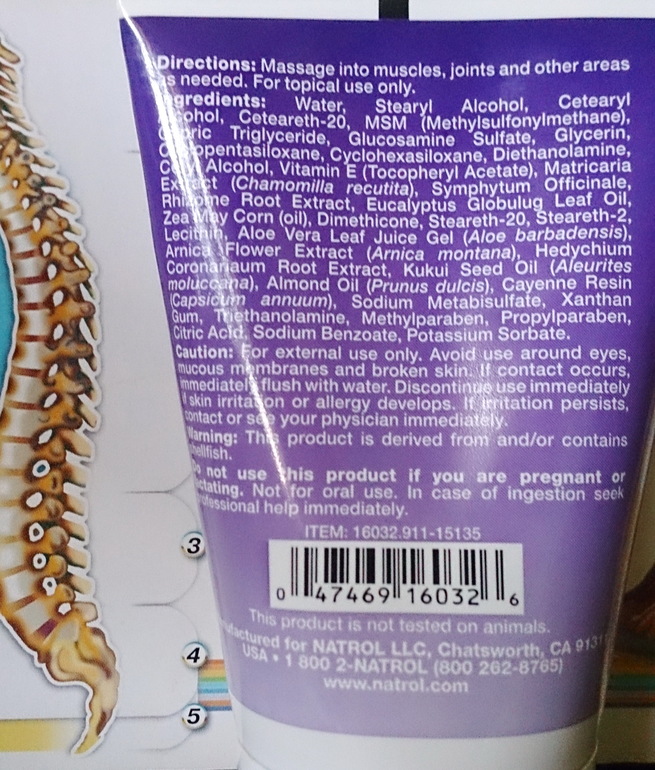 Directions: Massage into muscles, joints and other areas
as needed. For topical use only.
Ingredients: Water, Stearyl Alcohol, Cetearyl
Alcohol, Ceteareth-20, MSM (Methylsulfonylmethane),
Triglyceride, Glucosamine Sulfate, Glycerin,
Cyclohexasiloxane, Diethanolamine,
Alcohol, Vitamin E (Tocopheryl Acetate), Matricaria
Extract (Chamomilla recutita), Symphytum Officinale,
Rhizome Root Extract, Eucalyptus Globulug Leaf Oil,
Zea May Corn (oil), Dimethicone, Steareth-20, Steareth-2,
Lecithin, Aloe Vera Leaf Juice Gel (Aloe barbadensis),
Arnica Flower Extract (Arnica montana), Hedychium
Coronariaum Root Extract, Kukui Seed Oil (Aleurites
moluccana), Almond Oil (Prunus dulcis), Cayenne Resin
(Capsicum annuum), Sodium Metabisulfate, Xanthan
Gum, Triethanolamine, Methylparaben, Propylparaben,
Citric Acid, Sodium Benzoate, Potassium Sorbate.
Caution: For external use only. Avoid use around eyes,
mucous membranes and broken skin. If contact occurs,
immediately flush with water. Discontinue use immediately
if skin irritation or allergy develops. If irritation persists,
contact or see your physician immediately.
Warning: This product is derived from and/or contains
shellfish.
Do not use this product if you are pregnant or
lactating. Not for oral use. In case of ingestion seek
professional help immediately.
ITEM: 16032.911-15135
0 47469 16032 6
This product is not tested on animals.
Manufactured for NATROL LLC, Chatsworth, CA 9131
USA • 1 800 2-NATROL (800 262-8765)
www.natrol.com
3
4
5